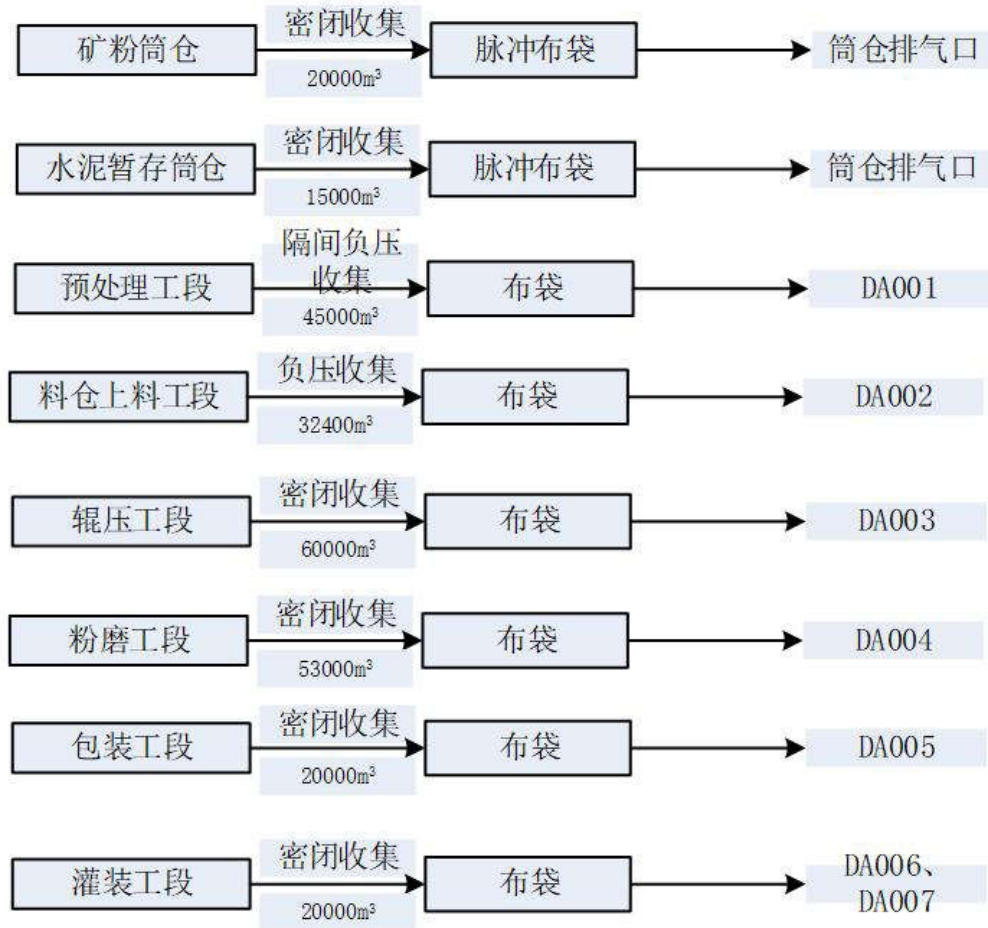 矿粉筒仓
密闭收集
20000m³
脉冲布袋
筒仓排气口
水泥暂存筒仓
密闭收集
15000m³
脉冲布袋
筒仓排气口
预处理工段
隔间负压
收集
45000m³
布袋
DA001
料仓上料工段
负压收集
32400m³
布袋
DA002
辊压工段
密闭收集
60000m³
布袋
DA003
粉磨工段
密闭收集
53000m³
布袋
DA004
包装工段
密闭收集
20000m³
布袋
DA005
灌装工段
密闭收集
20000m³
布袋
DA006、
DA007